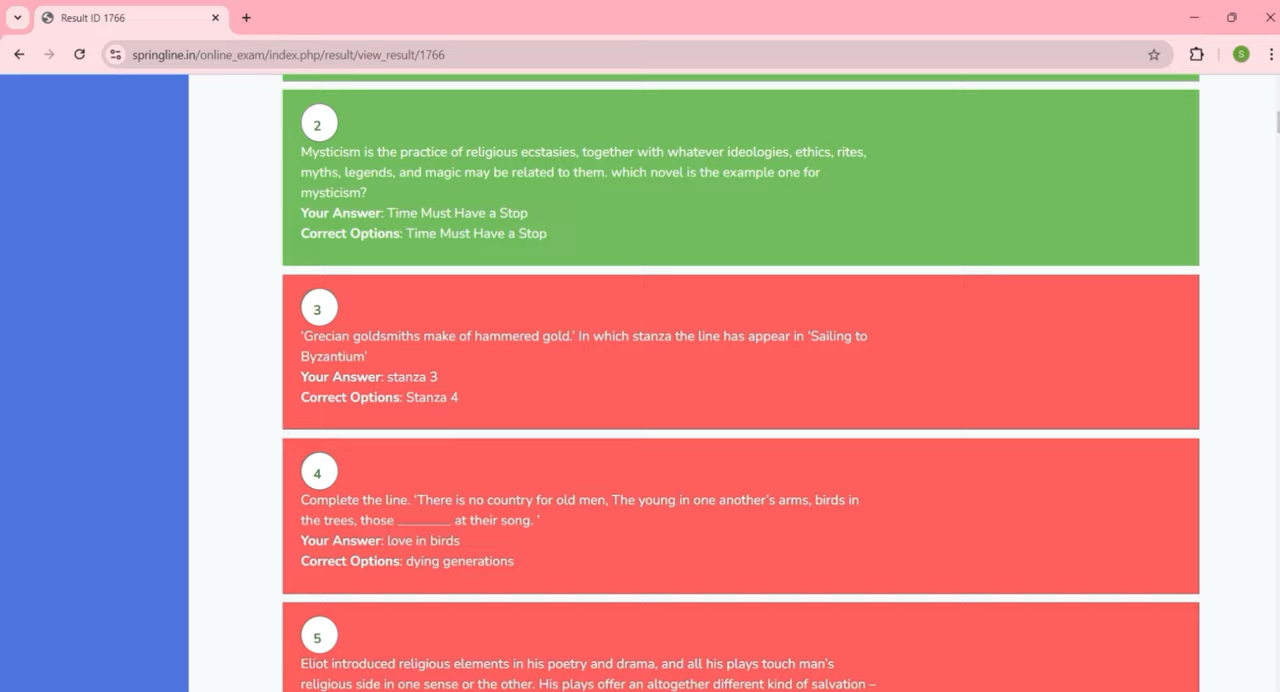 Result ID 1766
springline.in/online_exam/index.php/result/view_result/1766
S
2
Mysticism is the practice of religious ecstasies, together with whatever ideologies, ethics, rites,
myths, legends, and magic may be related to them. which novel is the example one for
mysticism?
Your Answer: Time Must Have a Stop
Correct Options: Time Must Have a Stop
3
‘Grecian goldsmiths make of hammered gold.’ In which stanza the line has appear in ‘Sailing to
Byzantium’
Your Answer: stanza 3
Correct Options: Stanza 4
4
Complete the line. ‘There is no country for old men, The young in one another’s arms, birds in
the trees, those ________ at their song. ’
Your Answer: love in birds
Correct Options: dying generations
5
Eliot introduced religious elements in his poetry and drama, and all his plays touch man’s
religious side in one sense or the other. His plays offer an altogether different kind of salvation –